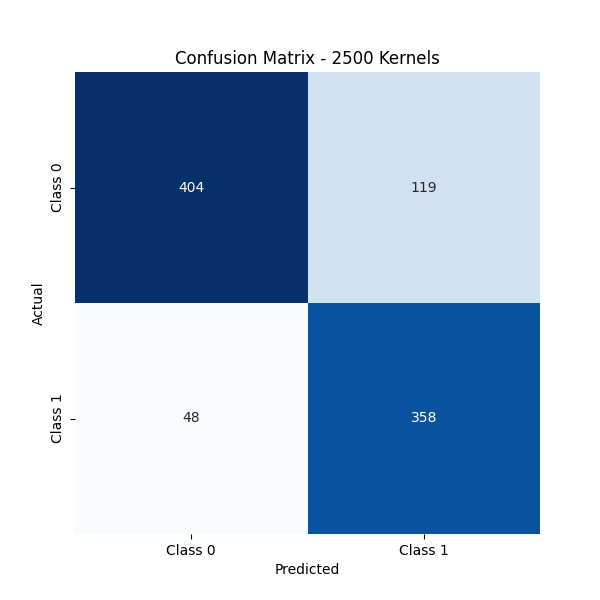 Confusion Matrix - 2500 Kernels
Class 0
404
119
Actual
Class 1
48
358
Class 0
Class 1
Predicted